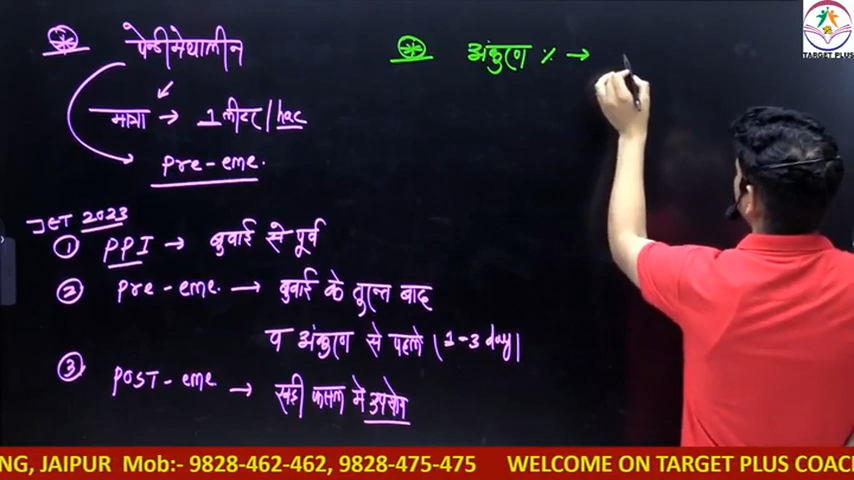 पेन्डीमेथालीन
मात्रा → 1 लीटर / hac
Pre-eme.
JET 2023
① PPI → बुवाई से पूर्व
② Pre-eme. → बुवाई के तुरन्त बाद
व अंकुरण से पहले (1-3 day)
③ POST-eme → खड़ी फसल में उपयोग
अंकुरण % →
TARGET PLUS
NG, JAIPUR Mob:- 9828-462-462, 9828-475-475 WELCOME ON TARGET PLUS COAC